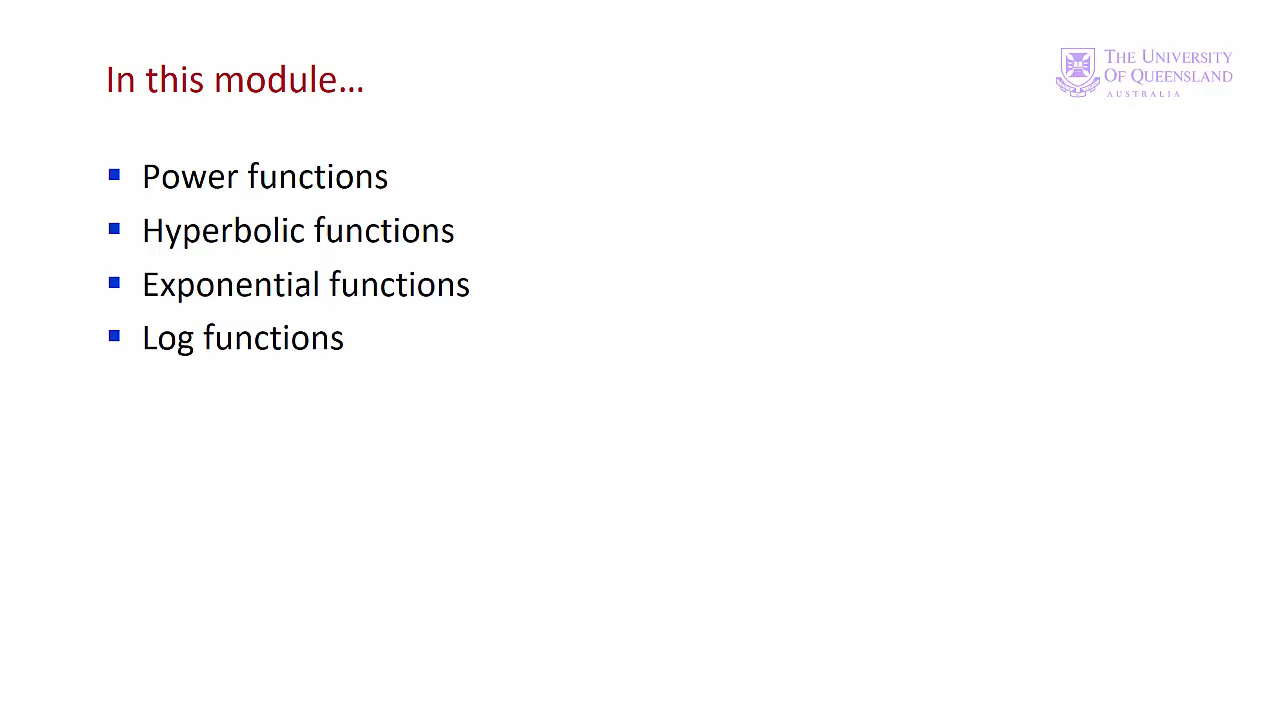 In this module…
THE UNIVERSITY
OF QUEENSLAND
AUSTRALIA
Power functions
Hyperbolic functions
Exponential functions
Log functions